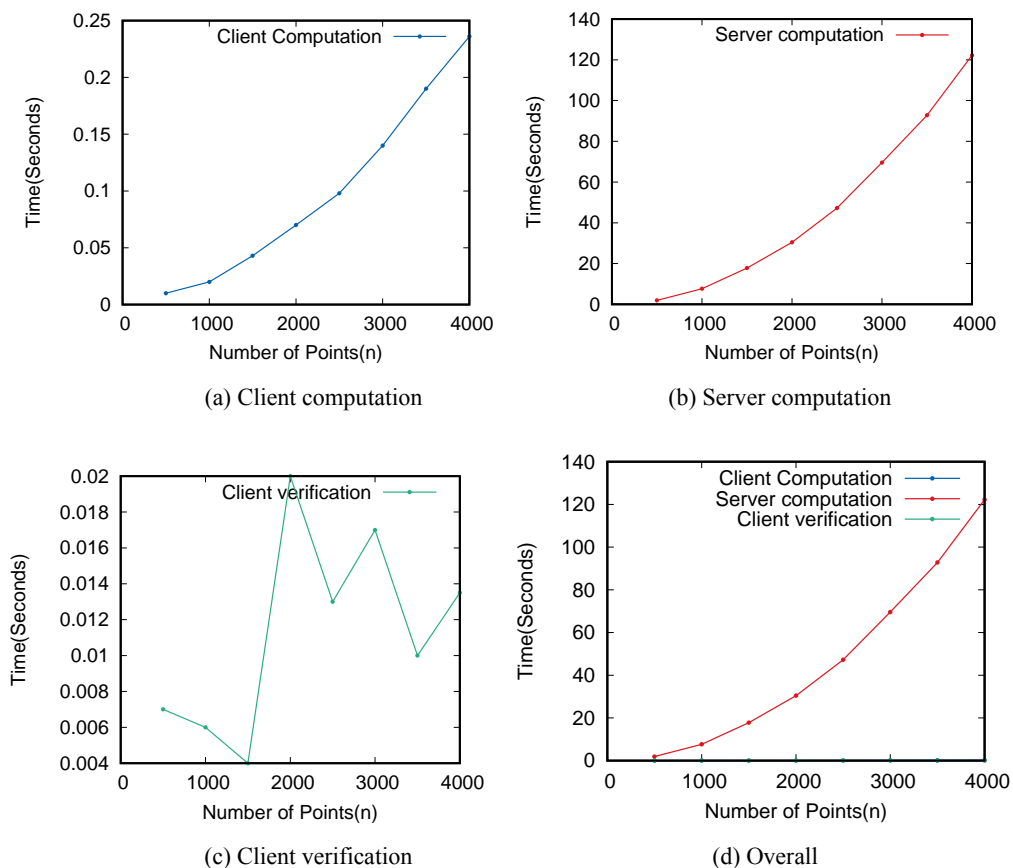 0.25
0.2
0.15
0.1
0.05
0
Time(Seconds)
Client Computation
0 1000 2000 3000 4000
Number of Points(n)
(a) Client computation
140
120
100
80
60
40
20
0
Time(Seconds)
Server computation
0 1000 2000 3000 4000
Number of Points(n)
(b) Server computation
0.02
0.018
0.016
0.014
0.012
0.01
0.008
0.006
0.004
Time(Seconds)
Client verification
0 1000 2000 3000 4000
Number of Points(n)
(c) Client verification
140
120
100
80
60
40
20
0
Time(Seconds)
Client Computation
Server computation
Client verification
0 1000 2000 3000 4000
Number of Points(n)
(d) Overall